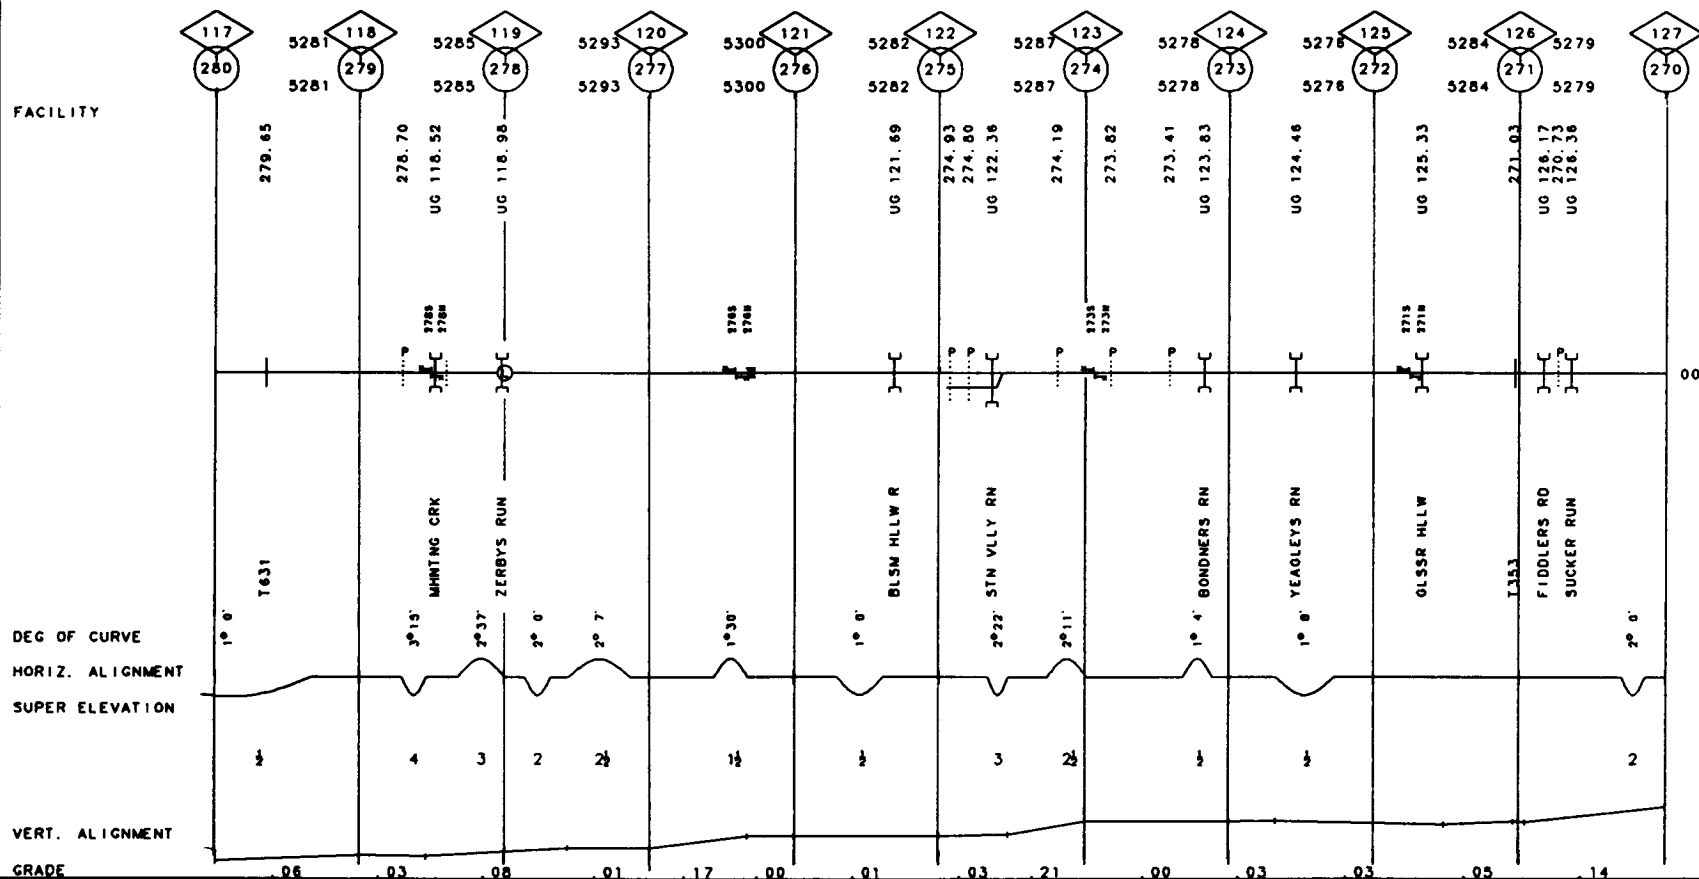 117 5281 118 5285 119 5293 120 5300 121 5282 122 5287 123 5278 124 5276 125 5284 126 5279 127
280 279 278 277 276 275 274 273 272 271 270
5281 5285 5293 5300 5282 5287 5278 5276 5284 5279
FACILITY
279.65
278.70
UG 118.52
UG 118.98
UG 121.69
274.93
274.80
UG 122.36
274.19
273.82
273.41
UG 123.83
UG 124.46
UG 125.33
271.03
UG 126.17
270.73
UG 126.36
278S
278N
276S
276N
273S
273N
271S
271N
P P P P P P P
00
T631
MHNTNG CRK
ZERBYS RUN
BLSM HLLW R
STN VLLY RN
BONDNERS RN
YEAGLEYS RN
GLSSR HLLW
T353
FIDDLERS RD
SUCKER RUN
DEG OF CURVE
1° 0' 3°15' 2°37' 2° 0' 2° 7' 1°30' 1° 0' 2°22' 2°11' 1° 4' 1° 8' 2° 0'
HORIZ. ALIGNMENT
SUPER ELEVATION
½ 4 3 2 2½ 1½ ½ 3 2½ ½ ½ 2
VERT. ALIGNMENT
GRADE .06 .03 .08 .01 .17 .00 .01 .03 .21 .00 .03 .03 .05 .14